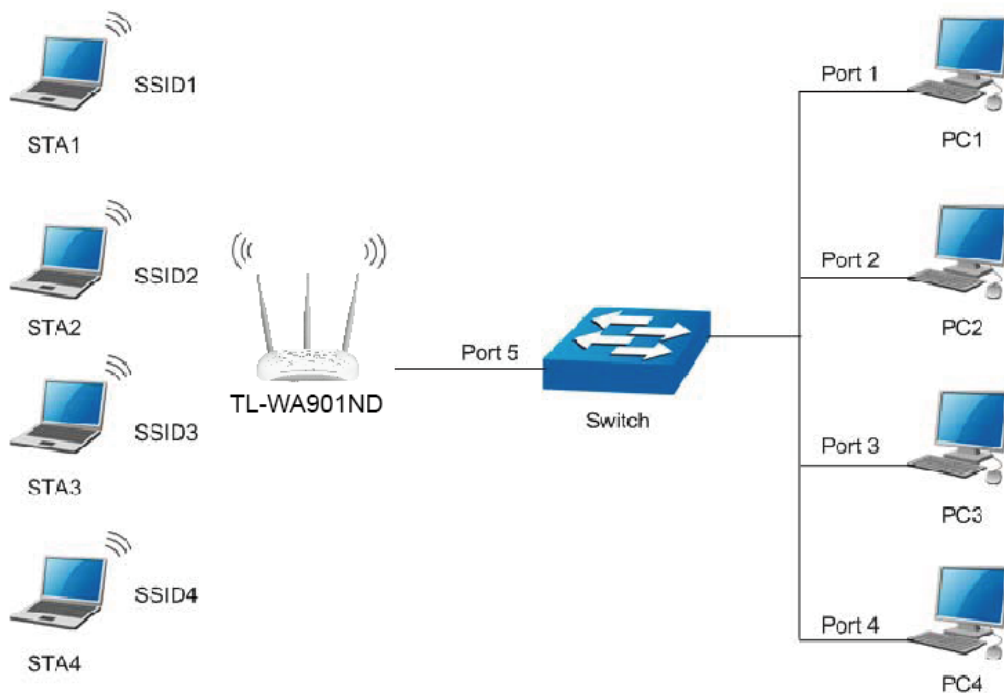 SSID1
STA1
SSID2
STA2
SSID3
STA3
SSID4
STA4
TL-WA901ND
Port 5
Switch
Port 1
PC1
Port 2
PC2
Port 3
PC3
Port 4
PC4